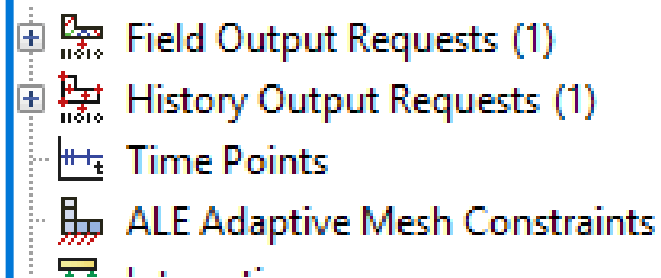 Field Output Requests (1)
History Output Requests (1)
Time Points
ALE Adaptive Mesh Constraints